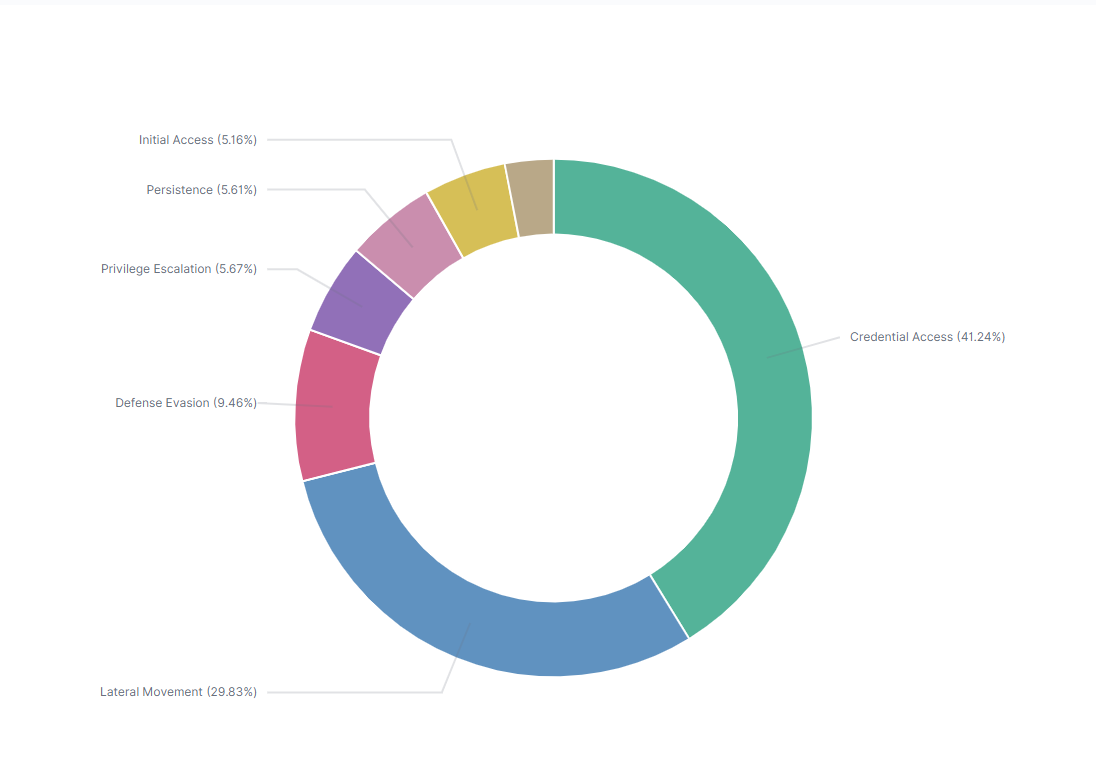 Initial Access (5.16%)
Persistence (5.61%)
Privilege Escalation (5.67%)
Credential Access (41.24%)
Defense Evasion (9.46%)
Lateral Movement (29.83%)